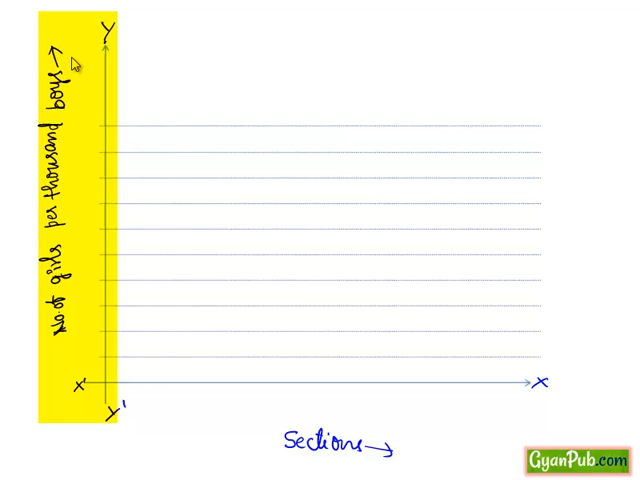 Y
No. of girls per thousand boys →
X'
X
Y'
Sections →
GyanPub.com